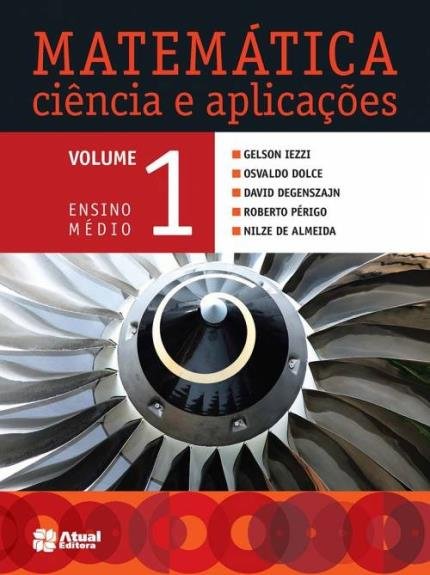 MATEMÁTICA
ciência e aplicações
VOLUME 1
ENSINO
MÉDIO
GELSON IEZZI
OSVALDO DOLCE
DAVID DEGENSZAJN
ROBERTO PÉRIGO
NILZE DE ALMEIDA
Atual
Editora